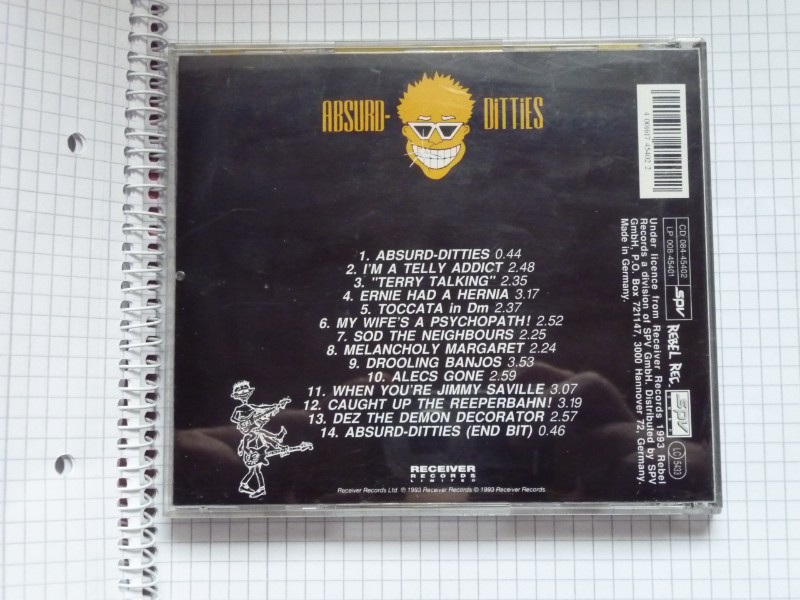 ABSURD-DiTTiES
1. ABSURD-DITTIES 0.44
2. I'M A TELLY ADDICT 2.48
3. "TERRY TALKING" 2.35
4. ERNIE HAD A HERNIA 3.17
5. TOCCATA in Dm 2.37
6. MY WIFE'S A PSYCHOPATH! 2.52
7. SOD THE NEIGHBOURS 2.25
8. MELANCHOLY MARGARET 2.24
9. DROOLING BANJOS 3.53
10. ALECS GONE 2.59
11. WHEN YOU'RE JIMMY SAVILLE 3.07
12. CAUGHT UP THE REEPERBAHN! 3.19
13. DEZ THE DEMON DECORATOR 2.57
14. ABSURD-DITTIES (END BIT) 0.46
RECEIVER
RECORDS
LIMITED
Receiver Records Ltd. ℗ 1993 Receiver Records © 1993 Receiver Records
CD 084-45402
LP 008-45401
SPV
REBEL REC.
SPV
LC 5433
Under licence from Receiver Records 1993 Rebel
Records a division of SPV GmbH. Distributed by SPV
GmbH, P.O. Box 721147, 3000 Hannover 72, Germany.
Made in Germany.